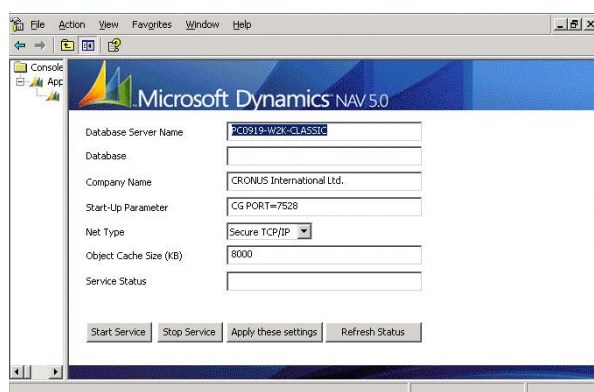 File Action View Favorites Window Help
Console
App
Microsoft Dynamics NAV 5.0
Database Server Name PC0919-W2K-CLASSIC
Database
Company Name CRONUS International Ltd.
Start-Up Parameter CG PORT=7528
Net Type Secure TCP/IP
Object Cache Size (KB) 8000
Service Status
Start Service Stop Service Apply these settings Refresh Status